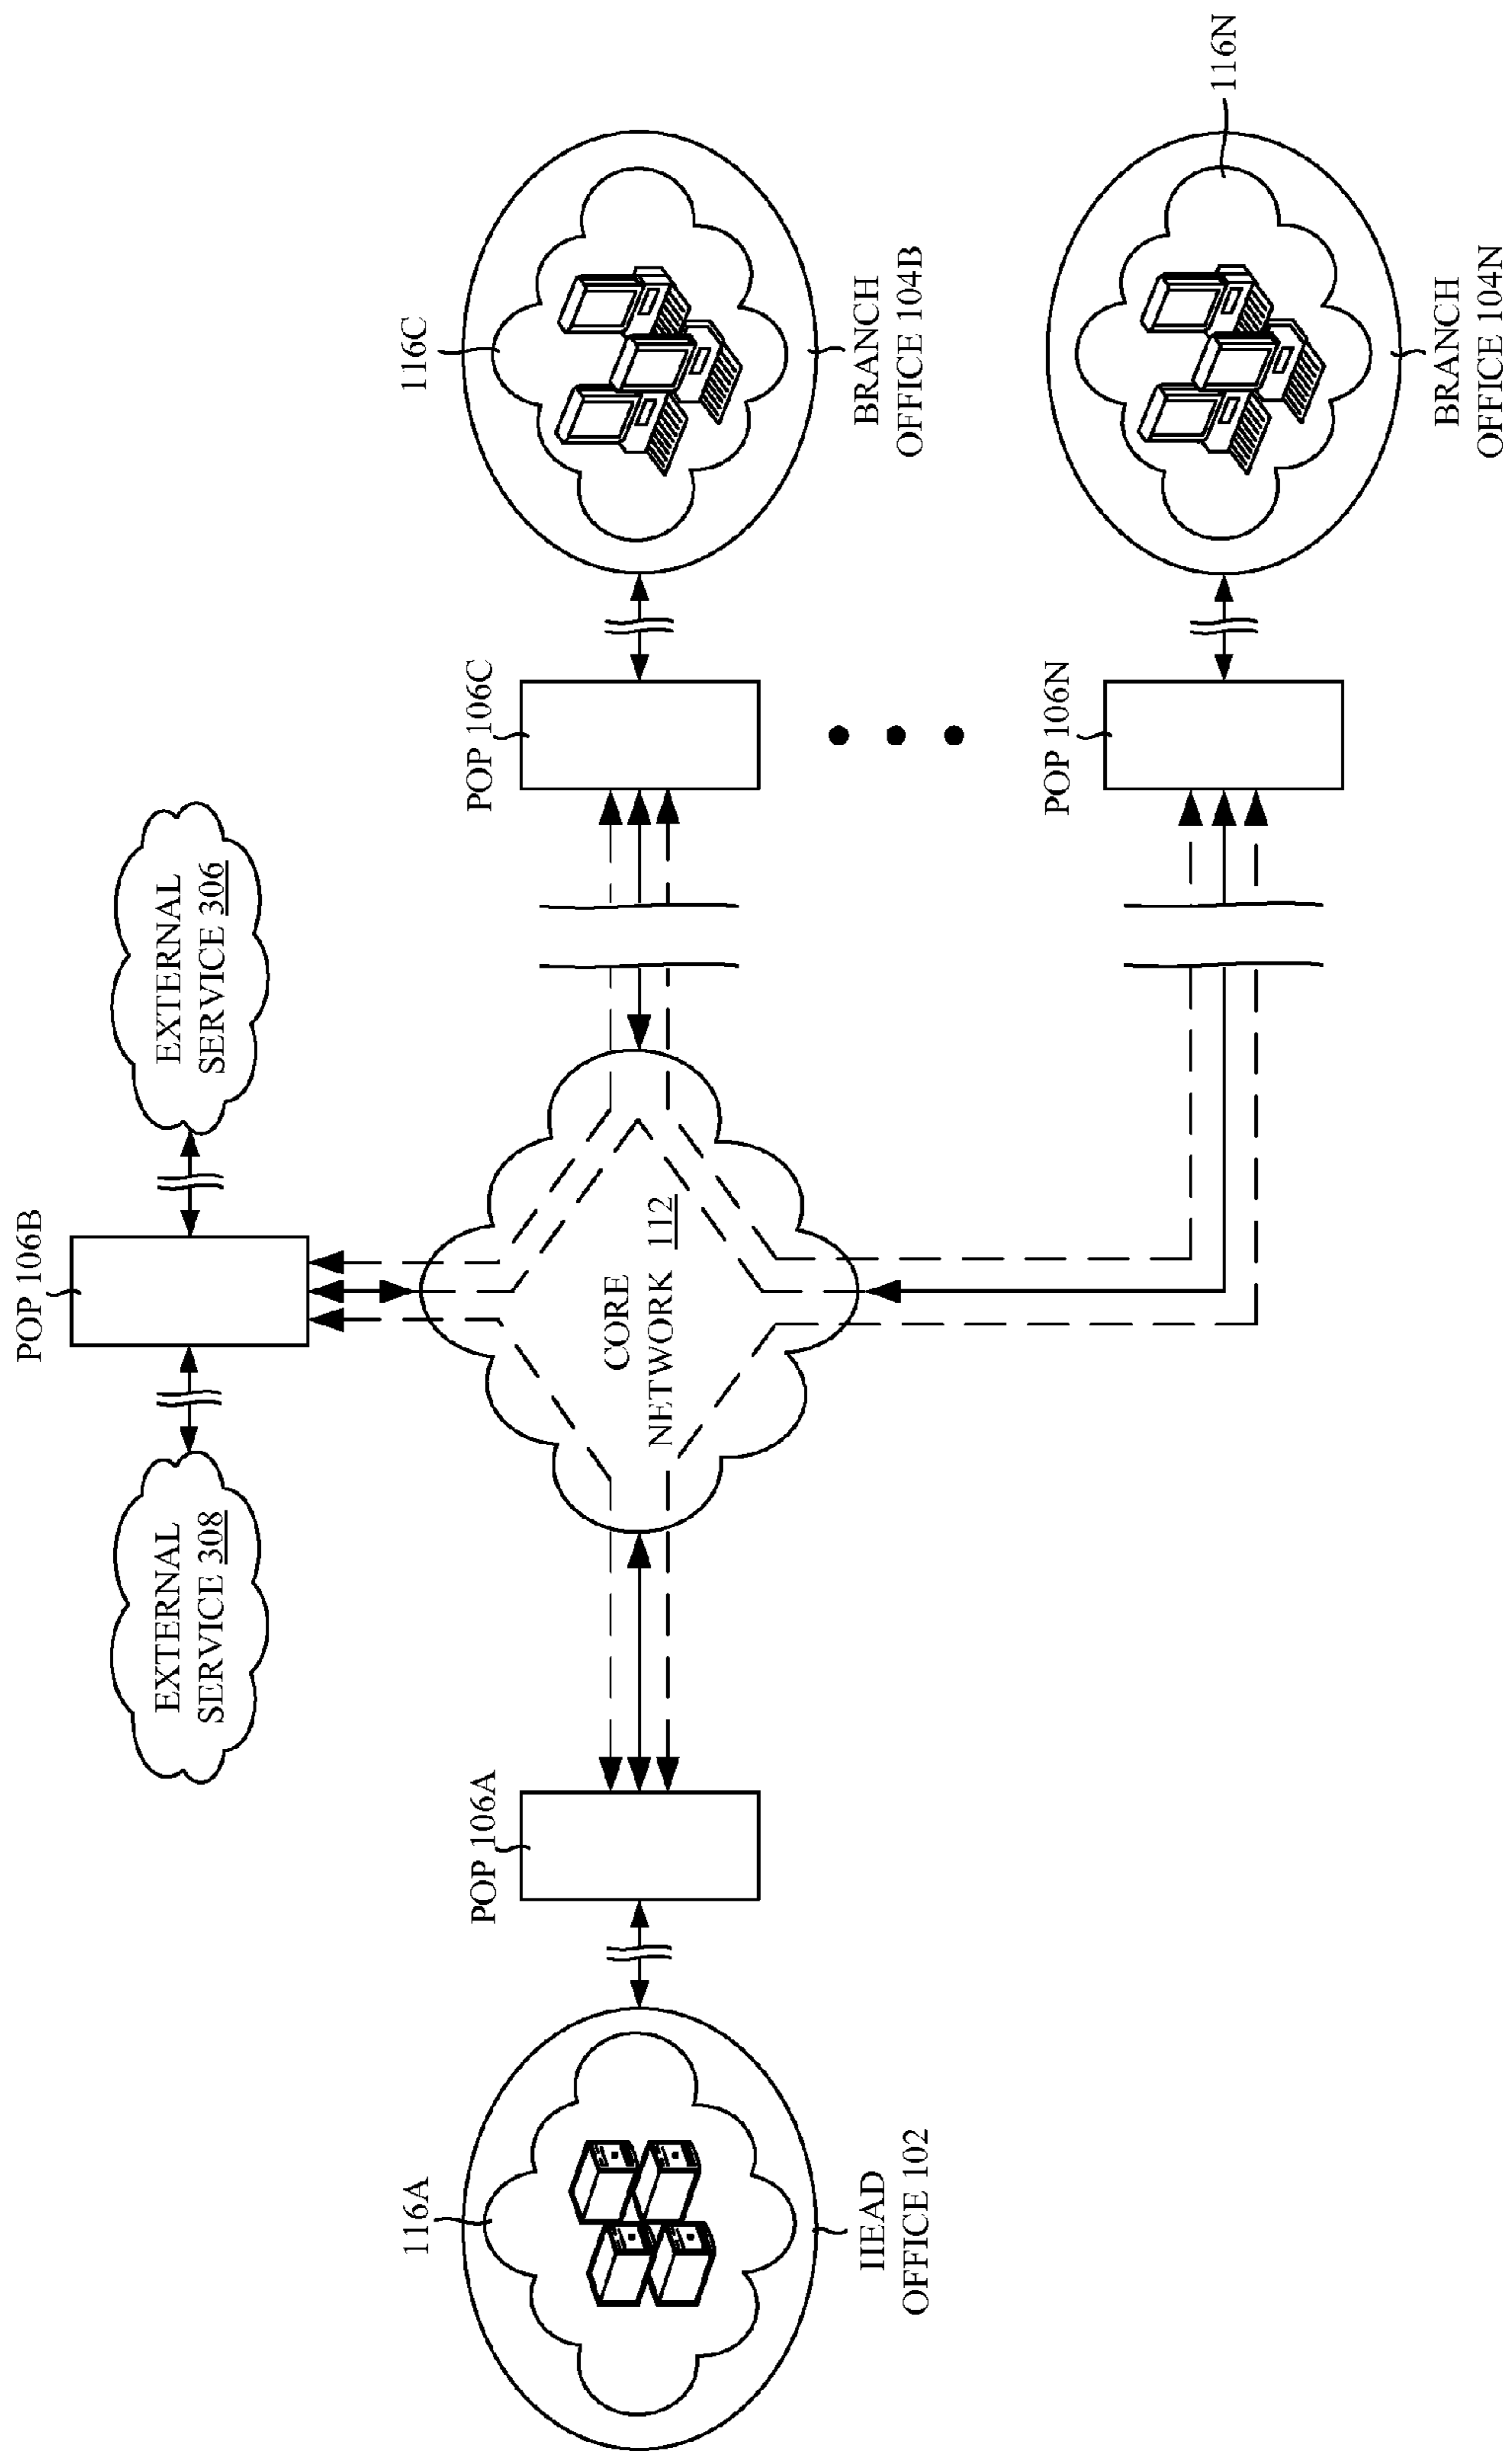 EXTERNAL
SERVICE 308
POP 106B
EXTERNAL
SERVICE 306
116A
POP 106A
CORE
NETWORK 112
POP 106C
116C
HEAD
OFFICE 102
BRANCH
OFFICE 104B
POP 106N
116N
BRANCH
OFFICE 104N